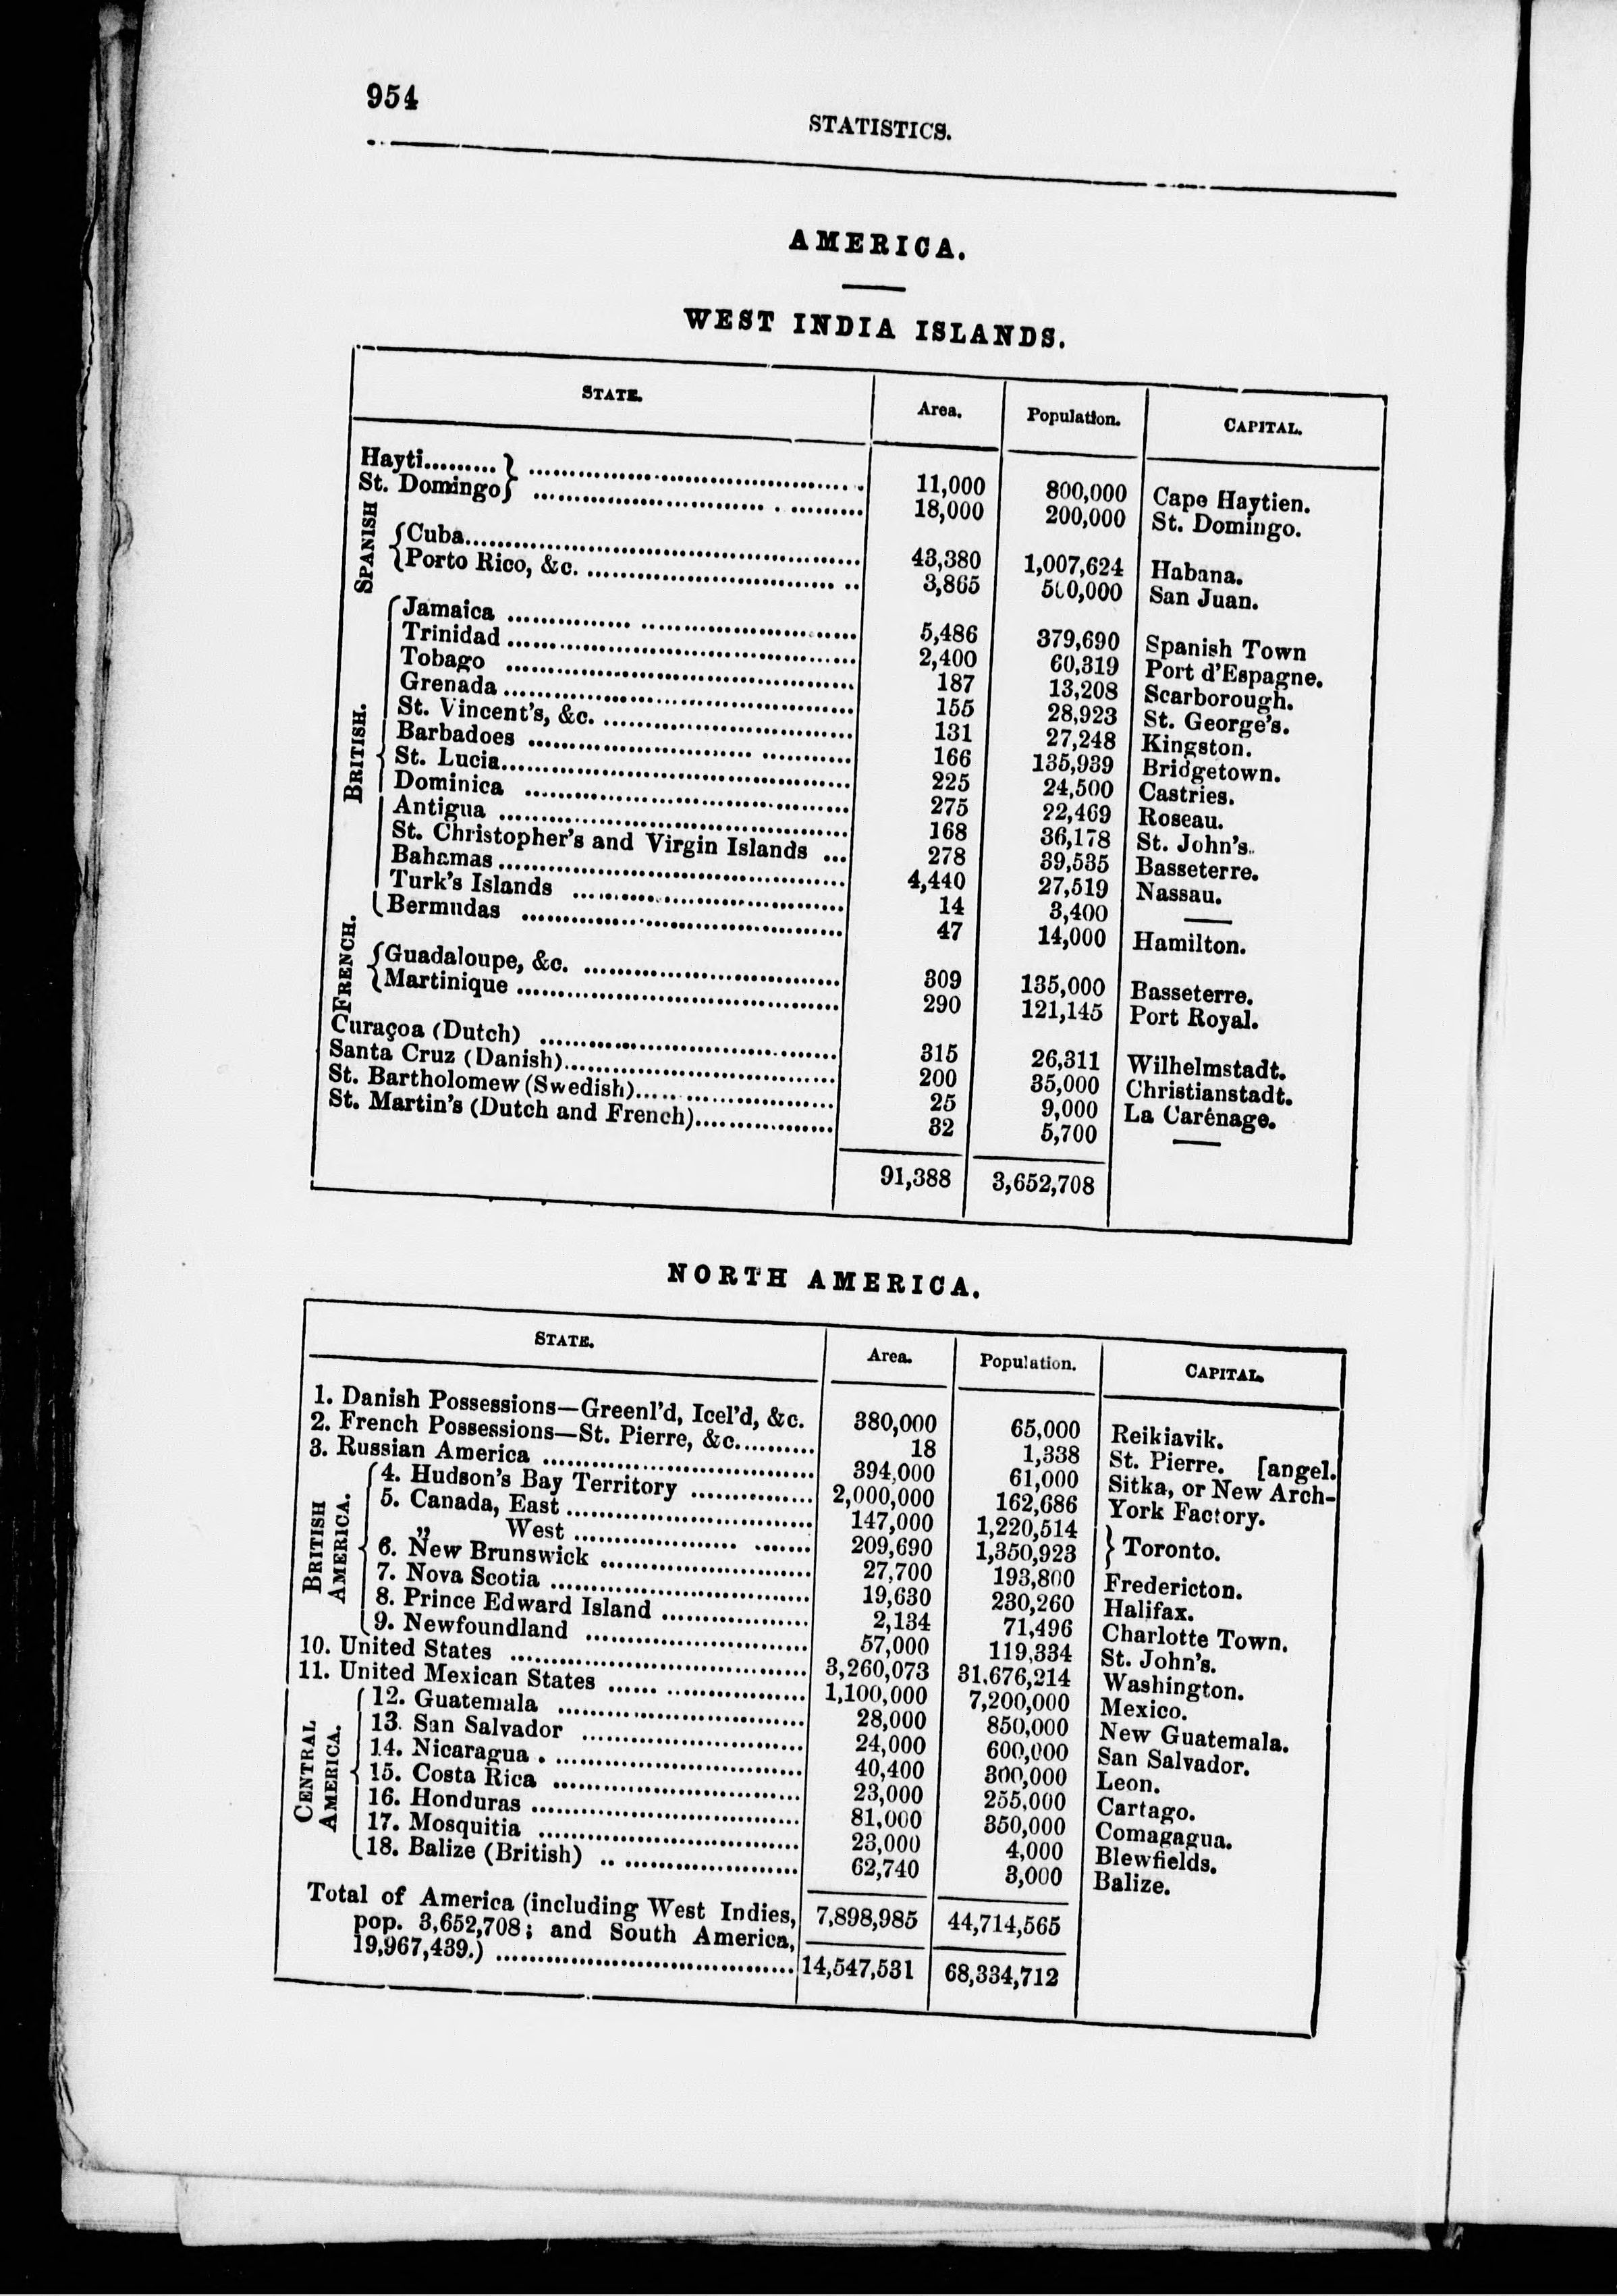 954
STATISTICS.
AMERICA.
WEST INDIA ISLANDS.
STATE. Area. Population. CAPITAL.
Hayti.......... } .......... 11,000 800,000 Cape Haytien.
St. Domingo } .......... 18,000 200,000 St. Domingo.
SPANISH
{ Cuba.......... 43,380 1,007,624 Habana.
{ Porto Rico, &c. .......... 3,865 500,000 San Juan.
BRITISH.
{ Jamaica .......... 5,486 379,690 Spanish Town
Trinidad .......... 2,400 60,319 Port d'Espagne.
Tobago .......... 187 13,208 Scarborough.
Grenada .......... 155 28,923 St. George's.
St. Vincent's, &c. .......... 131 27,248 Kingston.
Barbadoes .......... 166 135,939 Bridgetown.
St. Lucia.......... 225 24,500 Castries.
Dominica .......... 275 22,469 Roseau.
Antigua .......... 168 36,178 St. John's.
St. Christopher's and Virgin Islands ... 278 39,535 Basseterre.
Bahamas .......... 4,440 27,519 Nassau.
Turk's Islands .......... 14 3,400 ——
Bermudas .......... 47 14,000 Hamilton.
FRENCH.
{ Guadaloupe, &c. .......... 309 135,000 Basseterre.
{ Martinique .......... 290 121,145 Port Royal.
Curaçoa (Dutch) .......... 315 26,311 Wilhelmstadt.
Santa Cruz (Danish).......... 200 35,000 Christianstadt.
St. Bartholomew (Swedish).......... 25 9,000 La Carénage.
St. Martin's (Dutch and French).......... 32 5,700 ——
91,388 3,652,708
NORTH AMERICA.
STATE. Area. Population. CAPITAL.
1. Danish Possessions—Greenl'd, Icel'd, &c. 380,000 65,000 Reikiavik.
2. French Possessions—St. Pierre, &c.......... 18 1,338 St. Pierre. [angel.
3. Russian America .......... 394,000 61,000 Sitka, or New Arch-
BRITISH AMERICA.
{ 4. Hudson's Bay Territory .......... 2,000,000 162,686 York Factory.
5. Canada, East .......... 147,000 1,220,514 } Toronto.
„ West .......... 209,690 1,350,923
6. New Brunswick .......... 27,700 193,800 Fredericton.
7. Nova Scotia .......... 19,630 230,260 Halifax.
8. Prince Edward Island .......... 2,134 71,496 Charlotte Town.
9. Newfoundland .......... 57,000 119,334 St. John's.
10. United States .......... 3,260,073 31,676,214 Washington.
11. United Mexican States .......... 1,100,000 7,200,000 Mexico.
CENTRAL AMERICA.
{ 12. Guatemala .......... 28,000 850,000 New Guatemala.
13. San Salvador .......... 24,000 600,000 San Salvador.
14. Nicaragua .......... 40,400 300,000 Leon.
15. Costa Rica .......... 23,000 255,000 Cartago.
16. Honduras .......... 81,000 350,000 Comagagua.
17. Mosquitia .......... 23,000 4,000 Blewfields.
18. Balize (British) .......... 62,740 3,000 Balize.
7,898,985 44,714,565
Total of America (including West Indies,
pop. 3,652,708; and South America,
19,967,439.) .......... 14,547,531 68,334,712